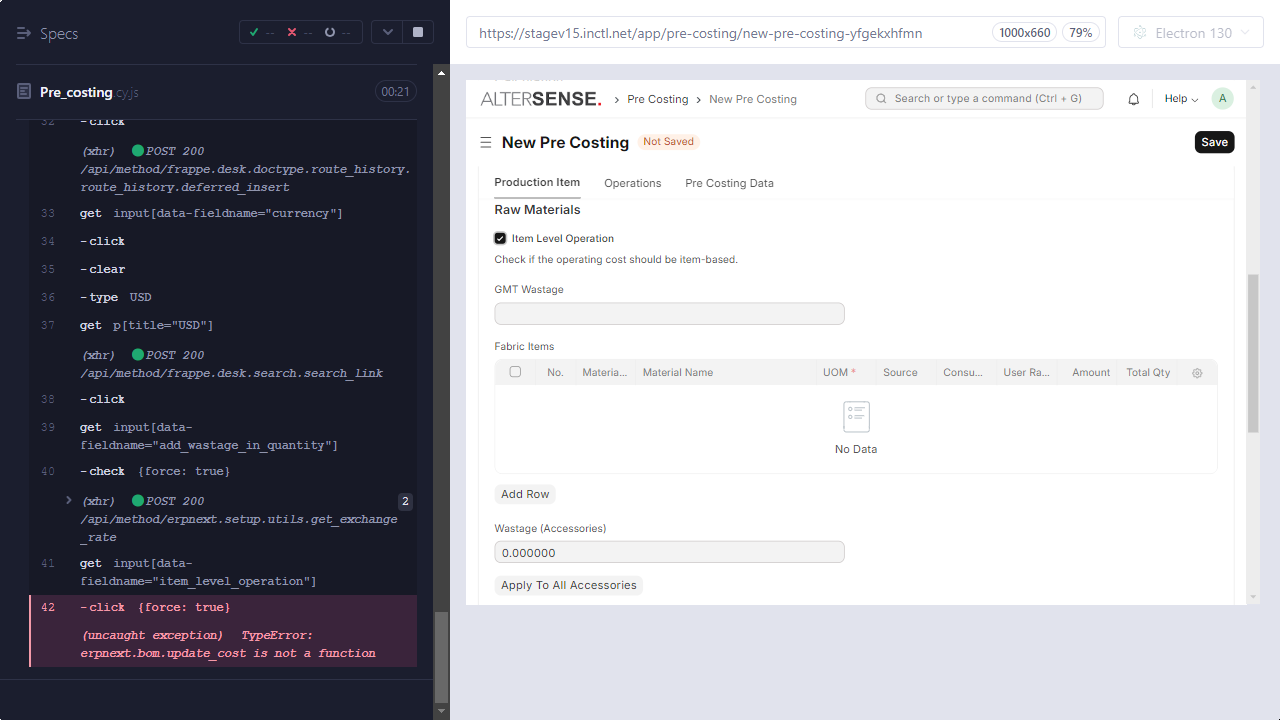 Specs
-- -- --
Pre_costing.cy.js 00:21
32 -click
(xhr) POST 200
/api/method/frappe.desk.doctype.route_history.
route_history.deferred_insert
33 get input[data-fieldname="currency"]
34 -click
35 -clear
36 -type USD
37 get p[title="USD"]
(xhr) POST 200
/api/method/frappe.desk.search.search_link
38 -click
39 get input[data-
fieldname="add_wastage_in_quantity"]
40 -check {force: true}
(xhr) POST 200 2
/api/method/erpnext.setup.utils.get_exchange
_rate
41 get input[data-
fieldname="item_level_operation"]
42 -click {force: true}
(uncaught exception) TypeError:
erpnext.bom.update_cost is not a function
https://stagev15.inctl.net/app/pre-costing/new-pre-costing-yfgekxhfmn 1000x660 79% Electron 130
ALTERSENSE. Pre Costing New Pre Costing Search or type a command (Ctrl + G) Help A
New Pre Costing Not Saved Save
Production Item Operations Pre Costing Data
Raw Materials
Item Level Operation
Check if the operating cost should be item-based.
GMT Wastage
Fabric Items
No. Materia... Material Name UOM * Source Consu... User Ra... Amount Total Qty
No Data
Add Row
Wastage (Accessories)
0.000000
Apply To All Accessories